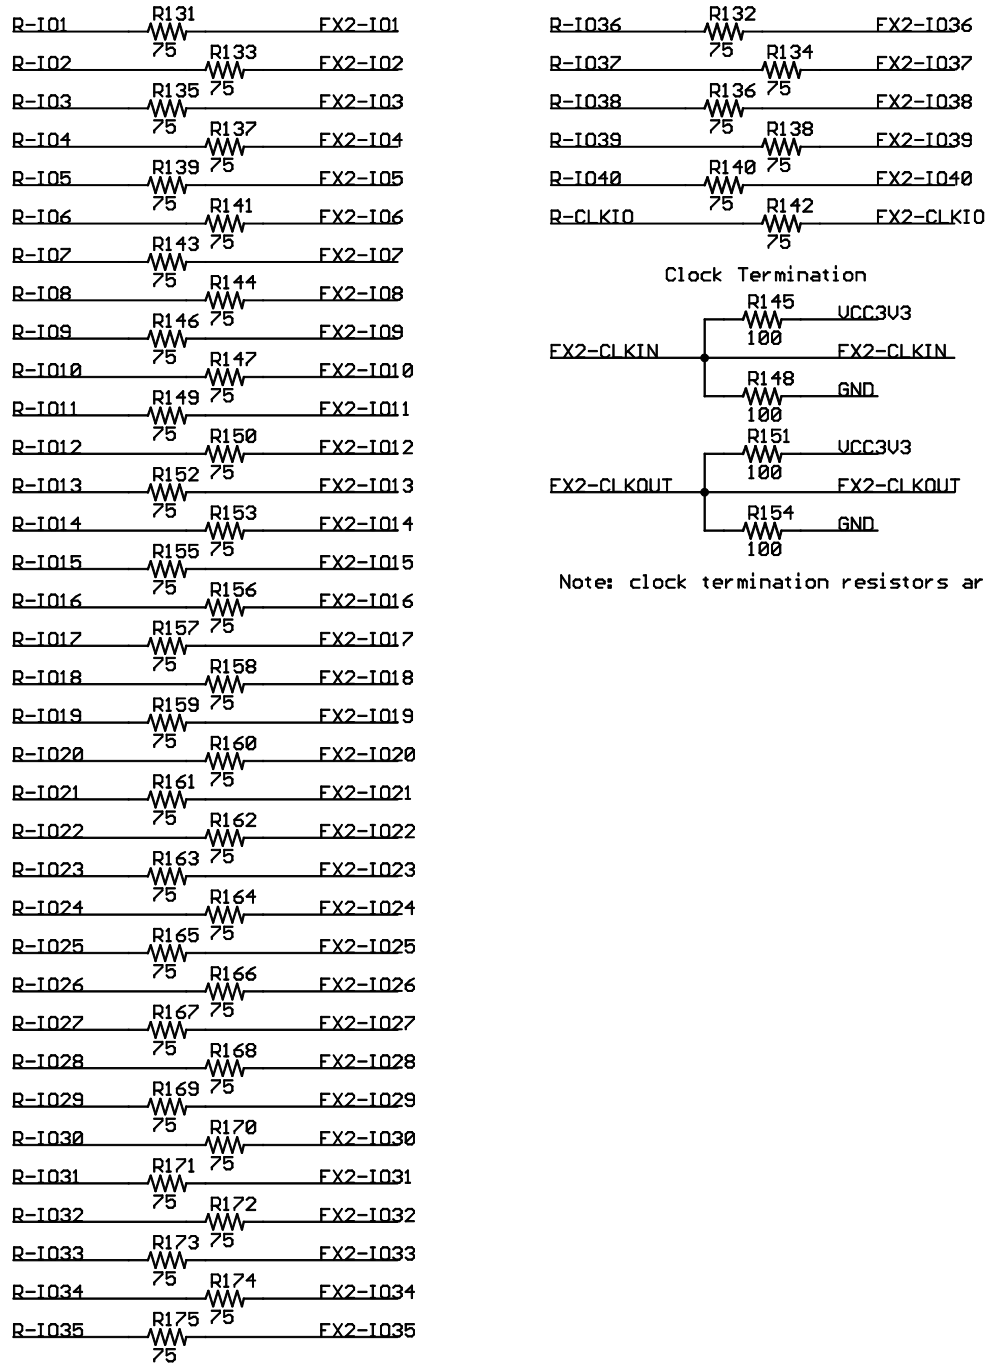 R-IO1 R131 75 FX2-IO1
R-IO2 R133 75 FX2-IO2
R-IO3 R135 75 FX2-IO3
R-IO4 R137 75 FX2-IO4
R-IO5 R139 75 FX2-IO5
R-IO6 R141 75 FX2-IO6
R-IO7 R143 75 FX2-IO7
R-IO8 R144 75 FX2-IO8
R-IO9 R146 75 FX2-IO9
R-IO10 R147 75 FX2-IO10
R-IO11 R149 75 FX2-IO11
R-IO12 R150 75 FX2-IO12
R-IO13 R152 75 FX2-IO13
R-IO14 R153 75 FX2-IO14
R-IO15 R155 75 FX2-IO15
R-IO16 R156 75 FX2-IO16
R-IO17 R157 75 FX2-IO17
R-IO18 R158 75 FX2-IO18
R-IO19 R159 75 FX2-IO19
R-IO20 R160 75 FX2-IO20
R-IO21 R161 75 FX2-IO21
R-IO22 R162 75 FX2-IO22
R-IO23 R163 75 FX2-IO23
R-IO24 R164 75 FX2-IO24
R-IO25 R165 75 FX2-IO25
R-IO26 R166 75 FX2-IO26
R-IO27 R167 75 FX2-IO27
R-IO28 R168 75 FX2-IO28
R-IO29 R169 75 FX2-IO29
R-IO30 R170 75 FX2-IO30
R-IO31 R171 75 FX2-IO31
R-IO32 R172 75 FX2-IO32
R-IO33 R173 75 FX2-IO33
R-IO34 R174 75 FX2-IO34
R-IO35 R175 75 FX2-IO35
R-IO36 R132 75 FX2-IO36
R-IO37 R134 75 FX2-IO37
R-IO38 R136 75 FX2-IO38
R-IO39 R138 75 FX2-IO39
R-IO40 R140 75 FX2-IO40
R-CLKIO R142 75 FX2-CLKIO
Clock Termination
R145 100 VCC3V3
FX2-CLKIN FX2-CLKIN
R148 100 GND
R151 100 VCC3V3
FX2-CLKOUT FX2-CLKOUT
R154 100 GND
Note: clock termination resistors ar